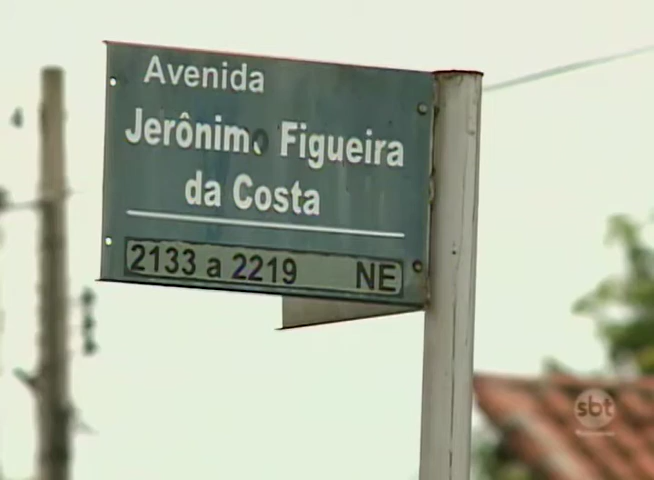 Avenida
Jerônimo Figueira
da Costa
2133 a 2219 NE
sbt